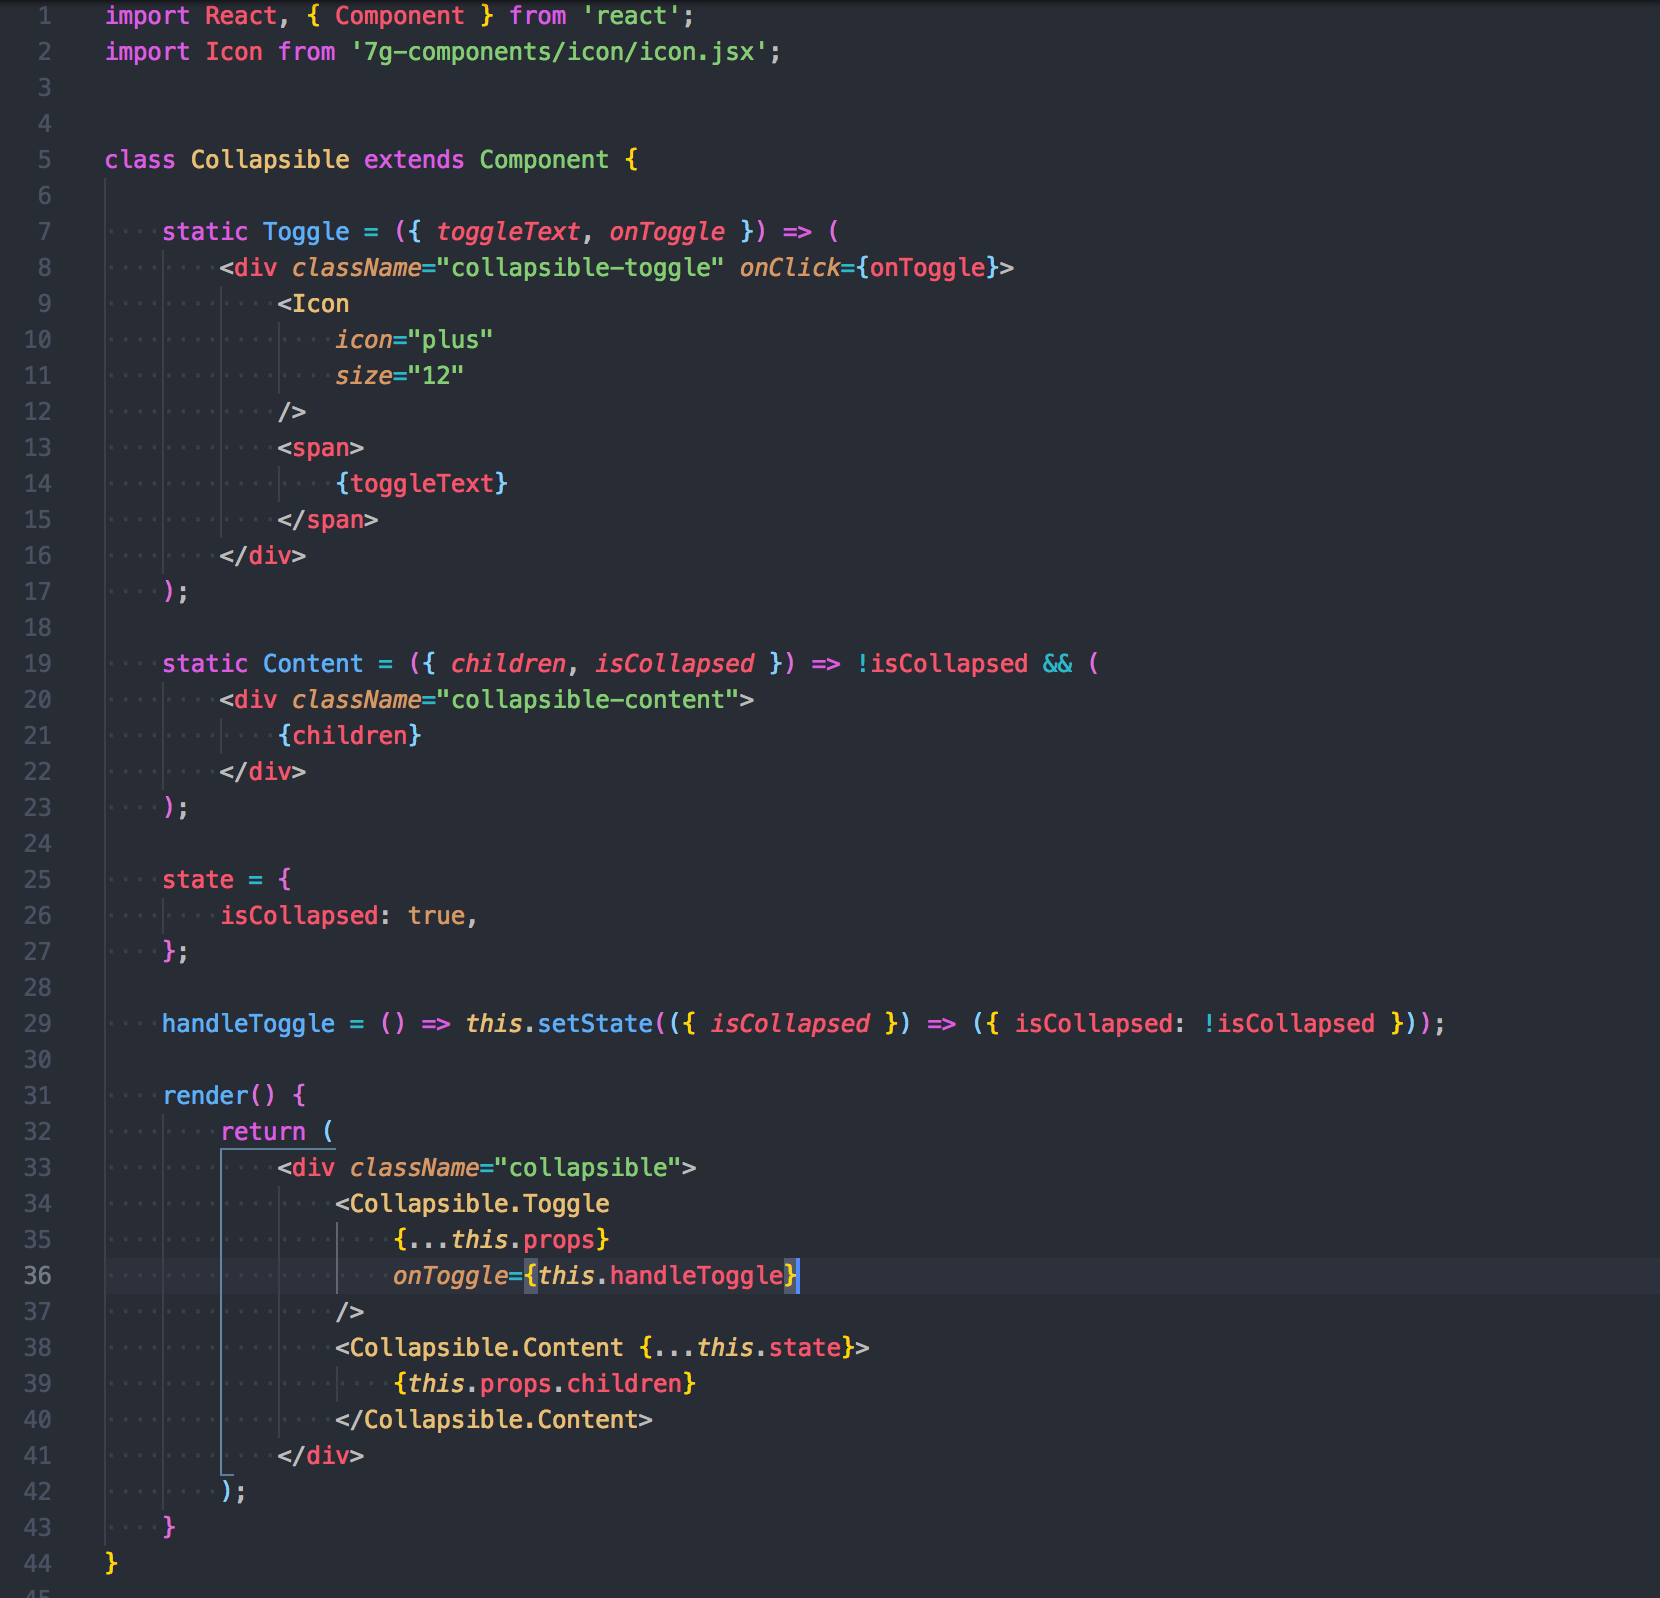 1 import React, { Component } from 'react';
2 import Icon from '7g-components/icon/icon.jsx';
3
4
5 class Collapsible extends Component {
6
7     static Toggle = ({ toggleText, onToggle }) => (
8         <div className="collapsible-toggle" onClick={onToggle}>
9             <Icon
10                 icon="plus"
11                 size="12"
12             />
13             <span>
14                 {toggleText}
15             </span>
16         </div>
17     );
18
19     static Content = ({ children, isCollapsed }) => !isCollapsed && (
20         <div className="collapsible-content">
21             {children}
22         </div>
23     );
24
25     state = {
26         isCollapsed: true,
27     };
28
29     handleToggle = () => this.setState(({ isCollapsed }) => ({ isCollapsed: !isCollapsed }));
30
31     render() {
32         return (
33             <div className="collapsible">
34                 <Collapsible.Toggle
35                     {...this.props}
36                     onToggle={this.handleToggle}
37                 />
38                 <Collapsible.Content {...this.state}>
39                     {this.props.children}
40                 </Collapsible.Content>
41             </div>
42         );
43     }
44 }
45